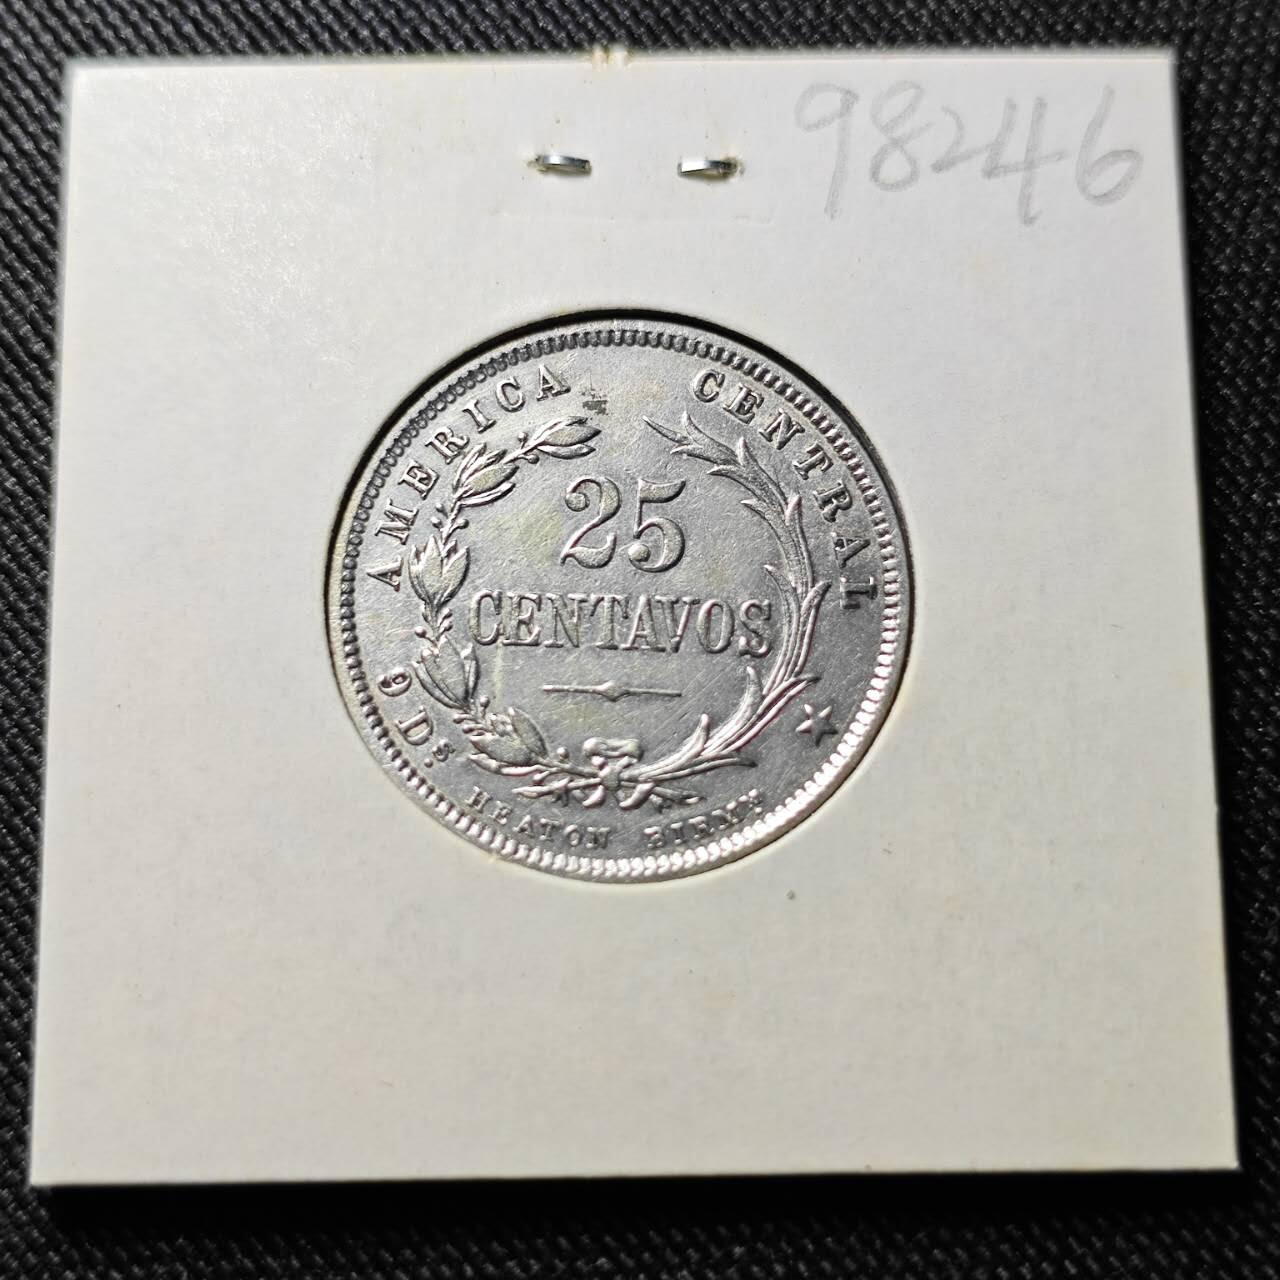 98246
AMERICA CENTRAL
25
CENTAVOS
9 Ds.
HEATON BIRMM